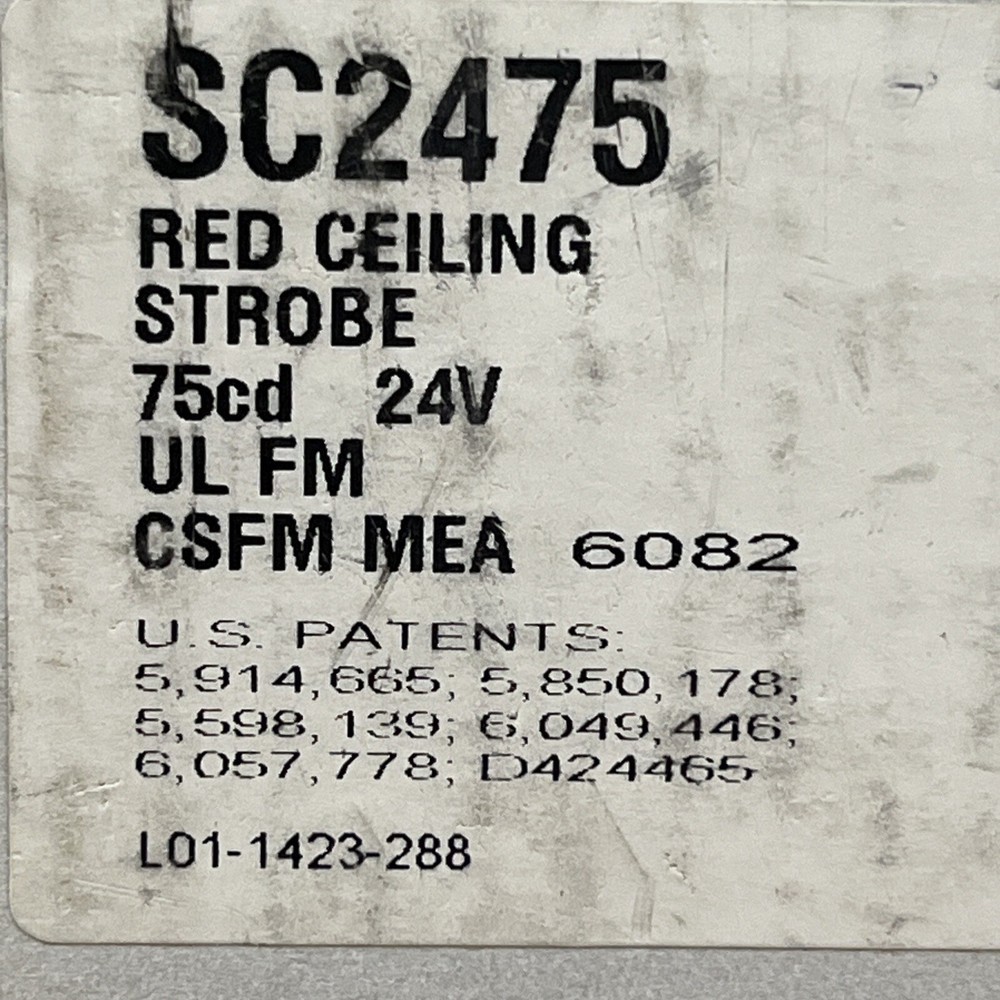 SC2475
RED CEILING
STROBE
75cd 24V
UL FM
CSFM MEA 6082
U.S. PATENTS:
5,914,665; 5,850,178;
5,598,139; 6,049,446;
6,057,778; D424465
L01-1423-288